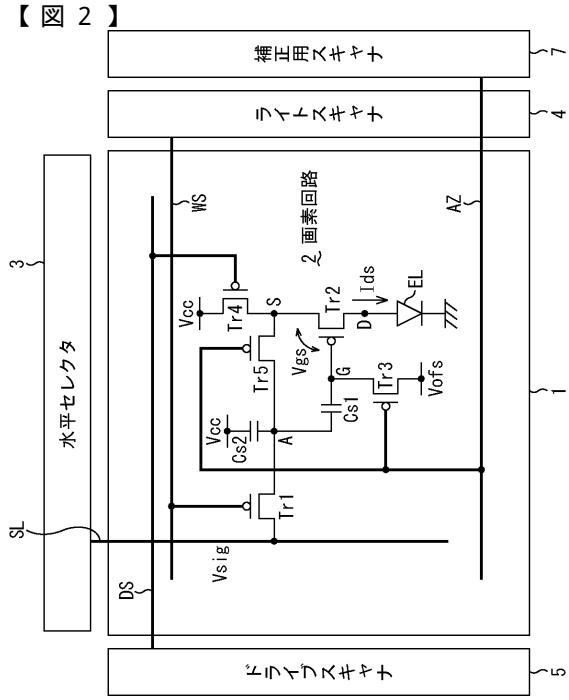 【図2】
補正用スキャナ
7
ライトスキャナ
4
水平セレクタ
3
SL
DS
WS
AZ
2 画素回路
Vcc
Tr4
S
Tr5
Vgs
Tr2
Ids
D
EL
G
Tr3
Vofs
Cs1
Vcc
Cs2
A
Tr1
Vsig
1
ドライブスキャナ
5